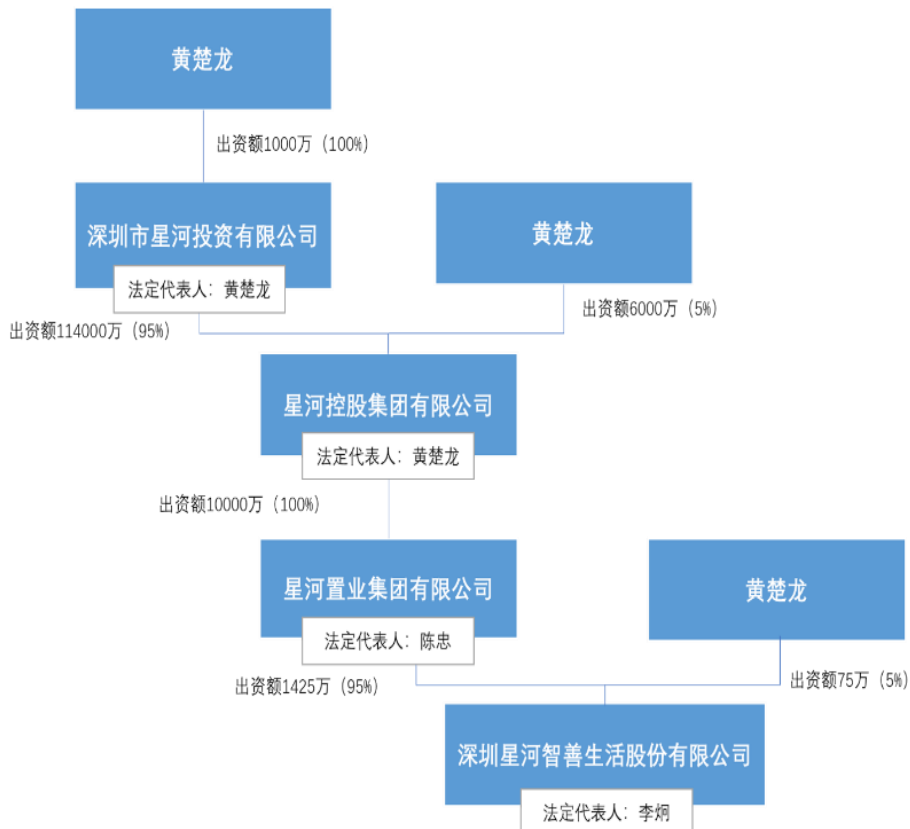 黄楚龙
出资额1000万（100%）
深圳市星河投资有限公司
黄楚龙
法定代表人：黄楚龙
出资额6000万（5%）
出资额114000万（95%）
星河控股集团有限公司
法定代表人：黄楚龙
出资额10000万（100%）
星河置业集团有限公司
黄楚龙
法定代表人：陈忠
出资额1425万（95%）
出资额75万（5%）
深圳星河智善生活股份有限公司
法定代表人：李炯